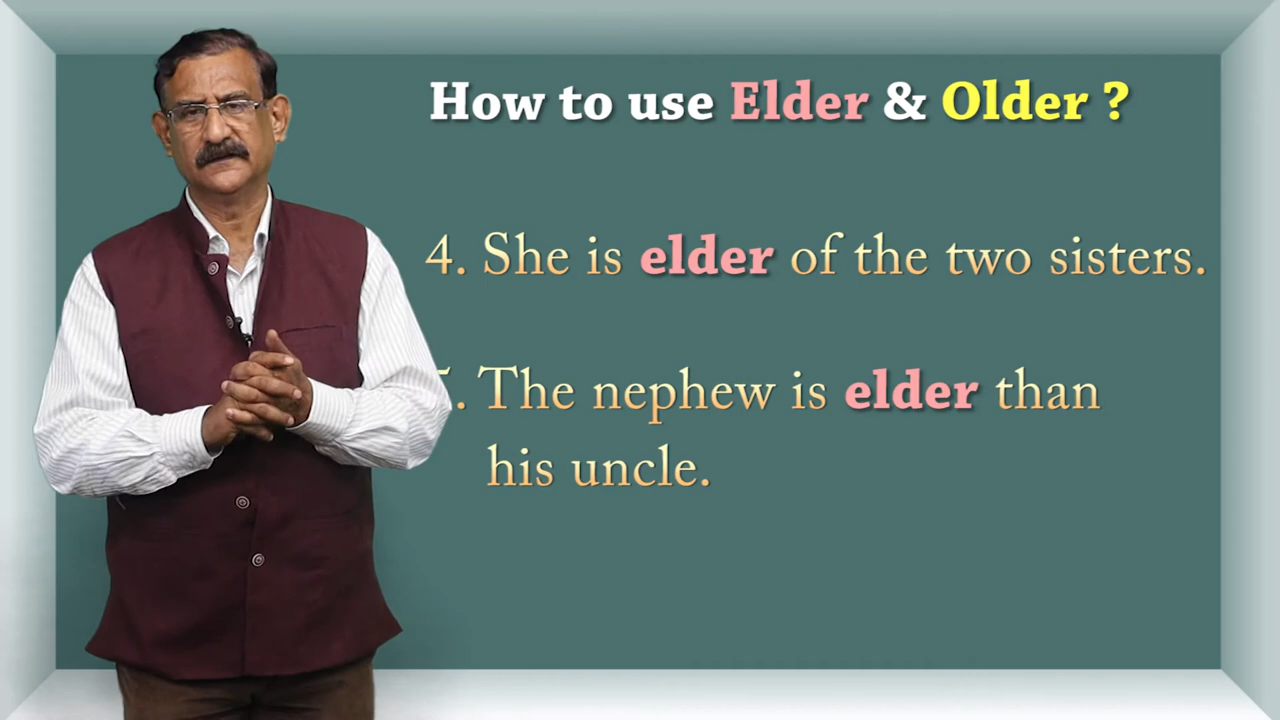 How to use Elder & Older ?
4. She is elder of the two sisters.
. The nephew is elder than
his uncle.